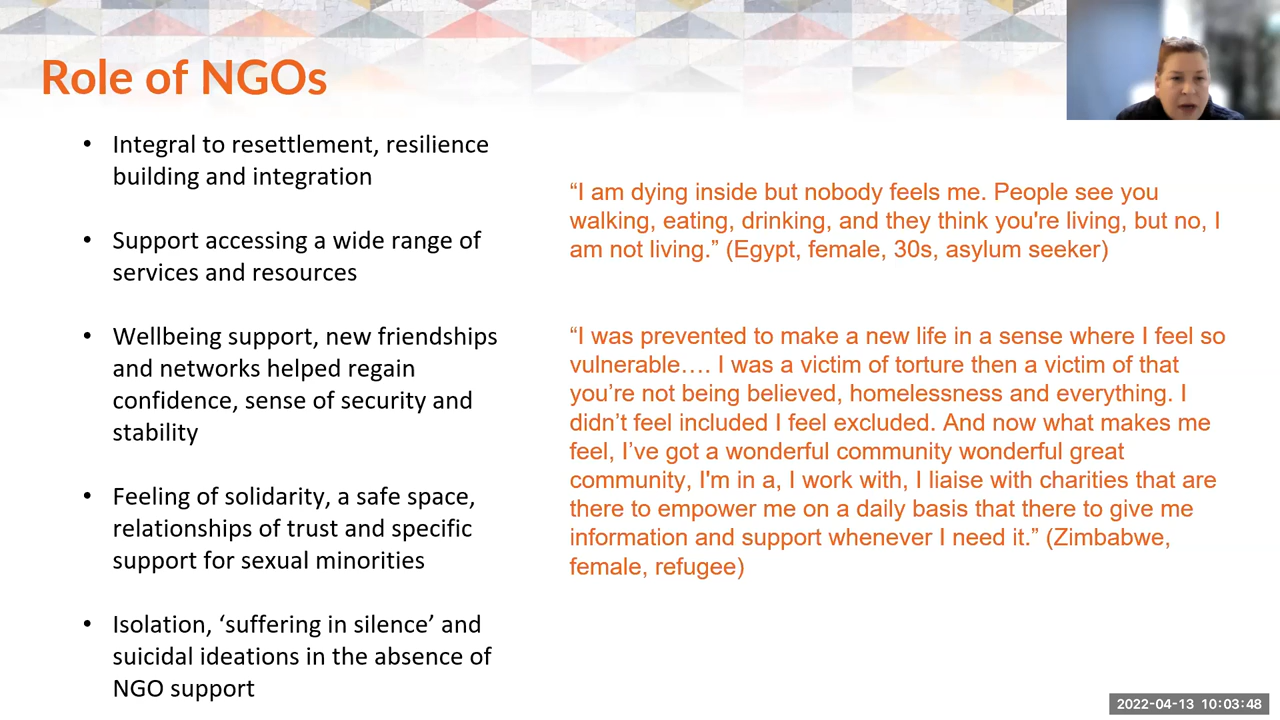 Role of NGOs
• Integral to resettlement, resilience
building and integration
• Support accessing a wide range of
services and resources
• Wellbeing support, new friendships
and networks helped regain
confidence, sense of security and
stability
• Feeling of solidarity, a safe space,
relationships of trust and specific
support for sexual minorities
• Isolation, ‘suffering in silence’ and
suicidal ideations in the absence of
NGO support
“I am dying inside but nobody feels me. People see you
walking, eating, drinking, and they think you're living, but no, I
am not living.” (Egypt, female, 30s, asylum seeker)
“I was prevented to make a new life in a sense where I feel so
vulnerable…. I was a victim of torture then a victim of that
you’re not being believed, homelessness and everything. I
didn’t feel included I feel excluded. And now what makes me
feel, I’ve got a wonderful community wonderful great
community, I'm in a, I work with, I liaise with charities that are
there to empower me on a daily basis that there to give me
information and support whenever I need it.” (Zimbabwe,
female, refugee)
2022-04-13 10:03:48